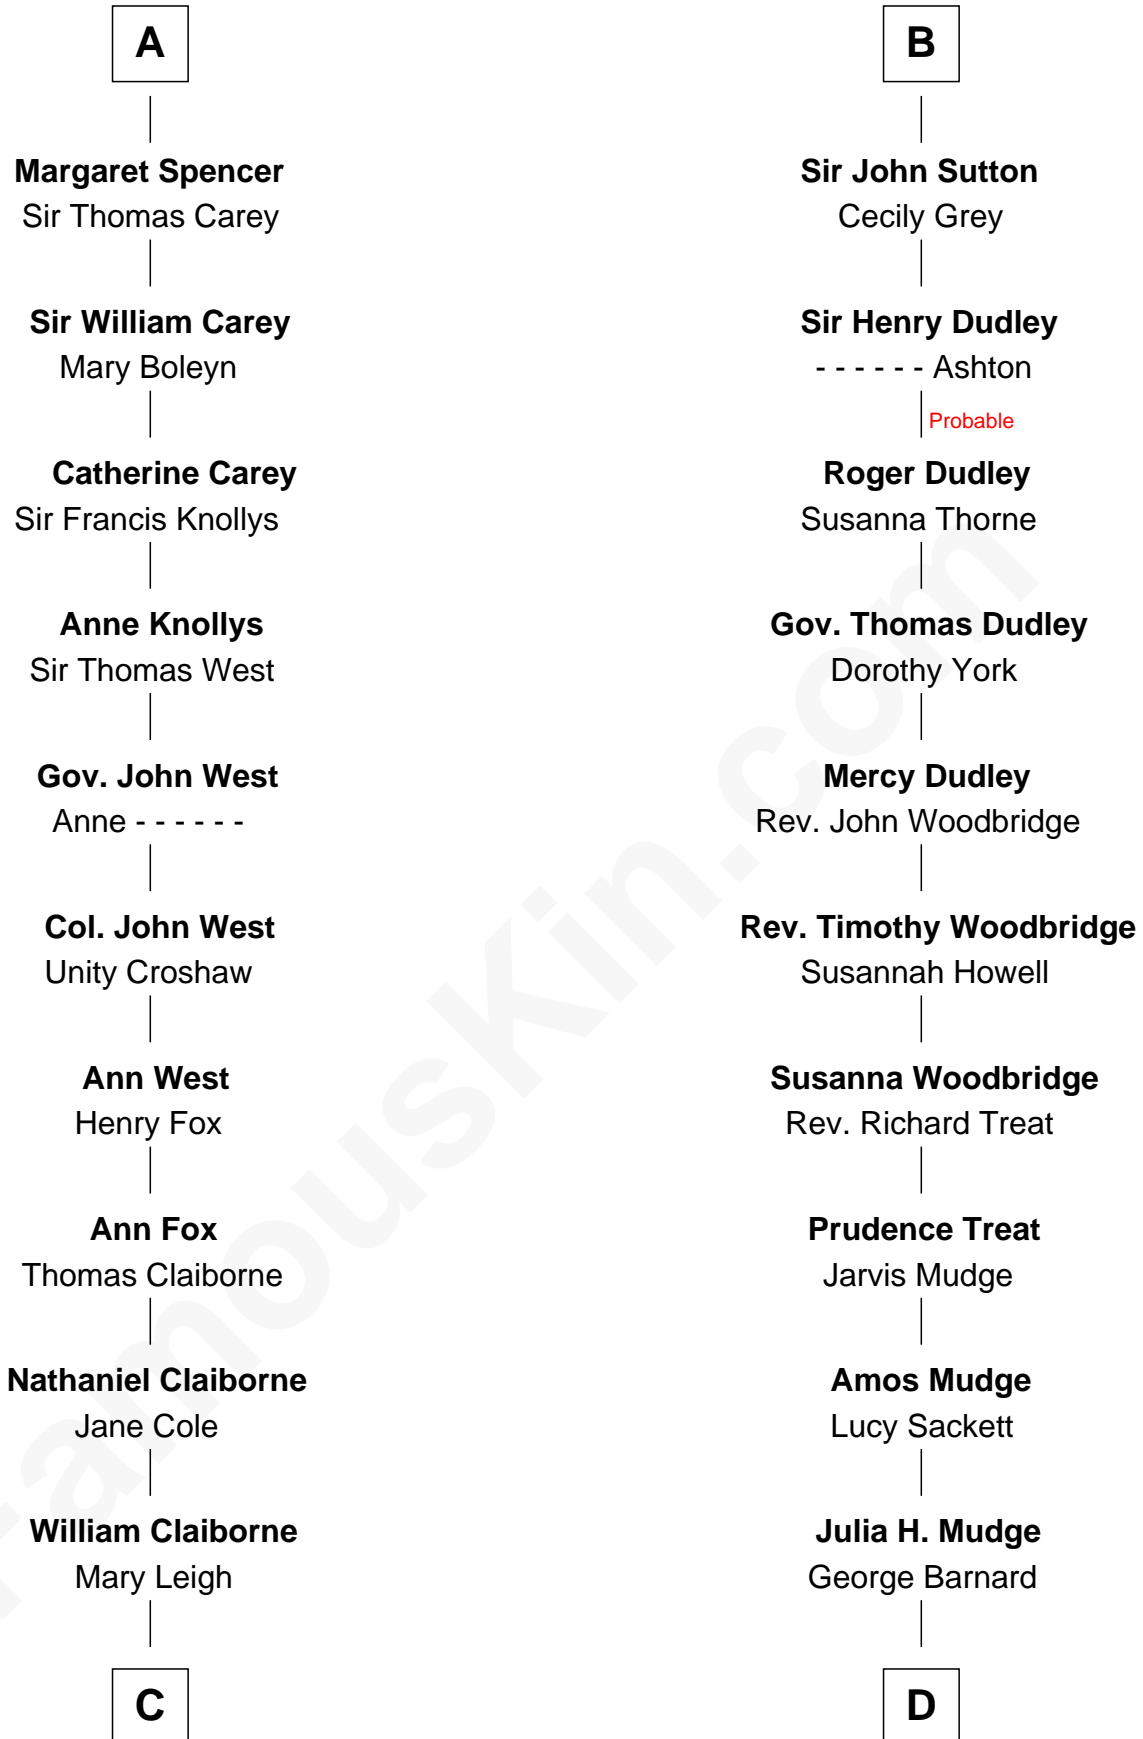 A
Margaret Spencer
Sir Thomas Carey
Sir William Carey
Mary Boleyn
Catherine Carey
Sir Francis Knollys
Anne Knollys
Sir Thomas West
Gov. John West
Anne - - - - - -
Col. John West
Unity Croshaw
Ann West
Henry Fox
Ann Fox
Thomas Claiborne
Nathaniel Claiborne
Jane Cole
William Claiborne
Mary Leigh
C
B
Sir John Sutton
Cecily Grey
Sir Henry Dudley
- - - - - - Ashton
Probable
Roger Dudley
Susanna Thorne
Gov. Thomas Dudley
Dorothy York
Mercy Dudley
Rev. John Woodbridge
Rev. Timothy Woodbridge
Susannah Howell
Susanna Woodbridge
Rev. Richard Treat
Prudence Treat
Jarvis Mudge
Amos Mudge
Lucy Sackett
Julia H. Mudge
George Barnard
D
FamousKin.com